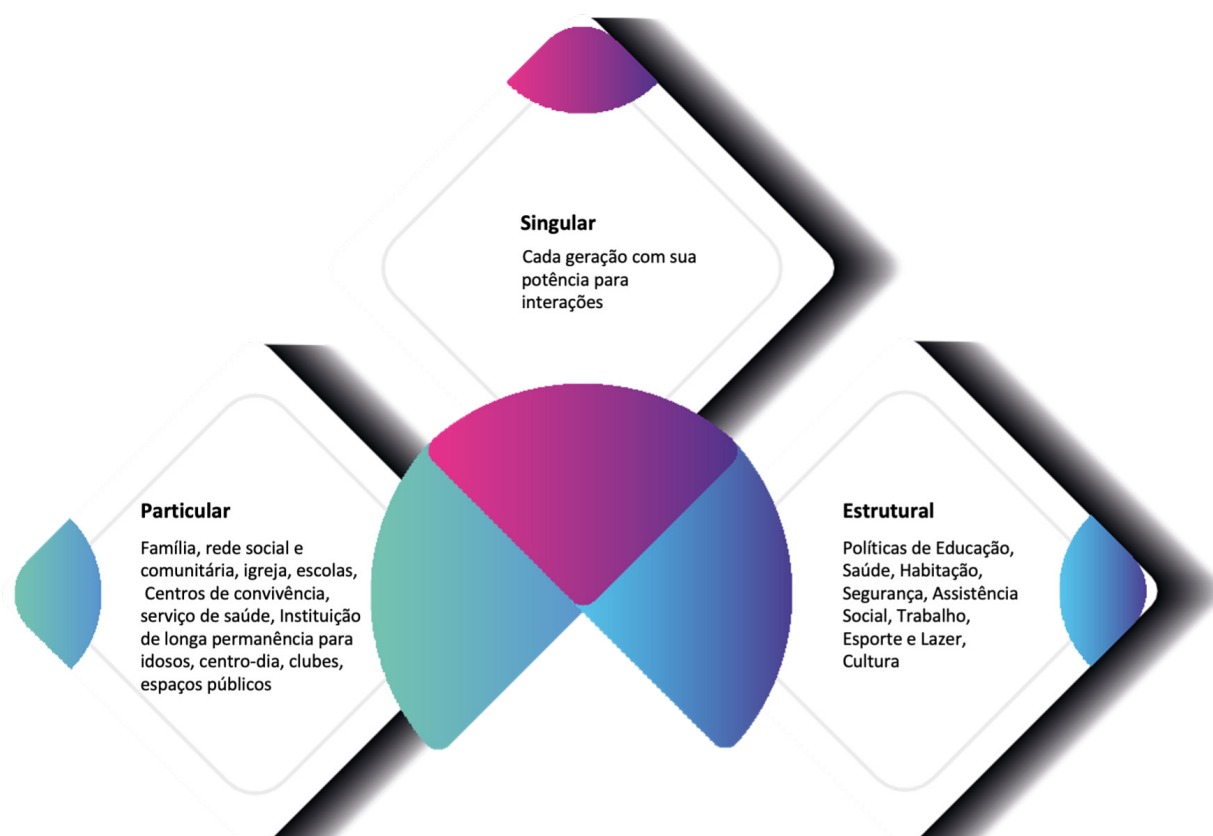 Singular
Cada geração com sua
potência para
interações
Particular
Família, rede social e
comunitária, igreja, escolas,
Centros de convivência,
serviço de saúde, Instituição
de longa permanência para
idosos, centro-dia, clubes,
espaços públicos
Estrutural
Políticas de Educação,
Saúde, Habitação,
Segurança, Assistência
Social, Trabalho,
Esporte e Lazer,
Cultura